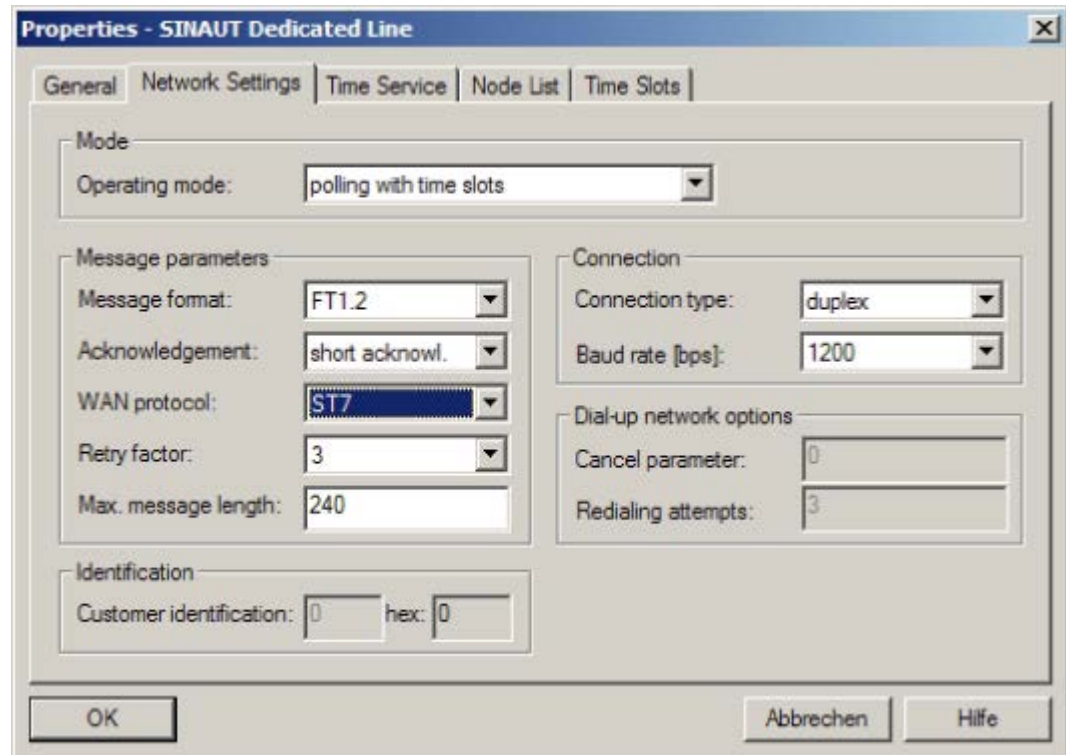 Properties - SINAUT Dedicated Line
General Network Settings Time Service Node List Time Slots
Mode
Operating mode: polling with time slots
Message parameters
Message format: FT1.2
Acknowledgement: short acknowl.
WAN protocol: ST7
Retry factor: 3
Max. message length: 240
Connection
Connection type: duplex
Baud rate [bps]: 1200
Dial-up network options
Cancel parameter: 0
Redialing attempts: 3
Identification
Customer identification: 0 hex: 0
OK Abbrechen Hilfe